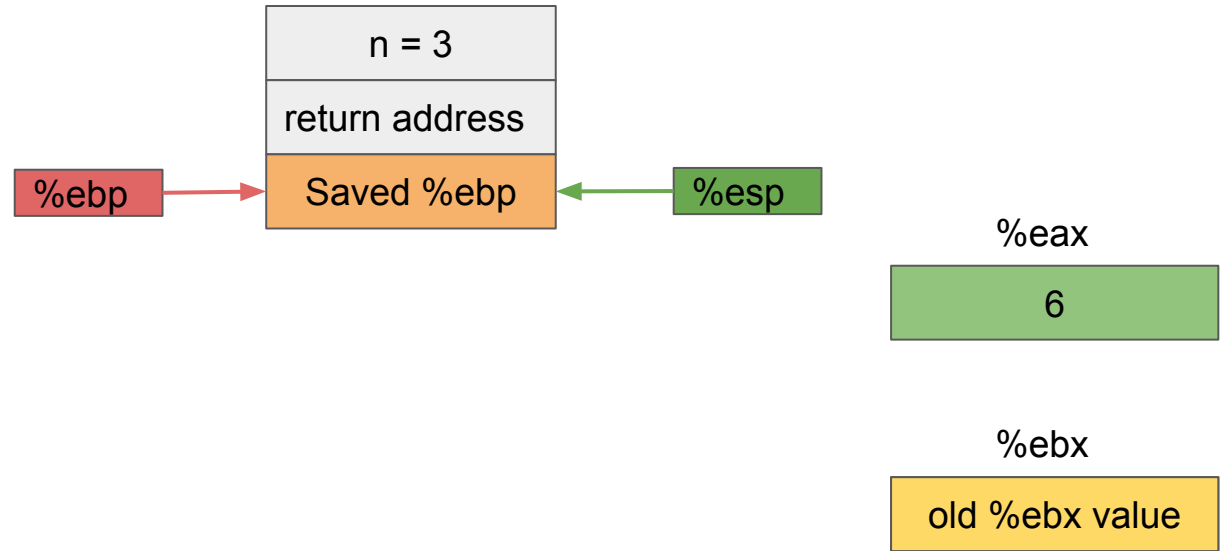 n = 3
return address
%ebp
Saved %ebp
%esp
%eax
6
%ebx
old %ebx value